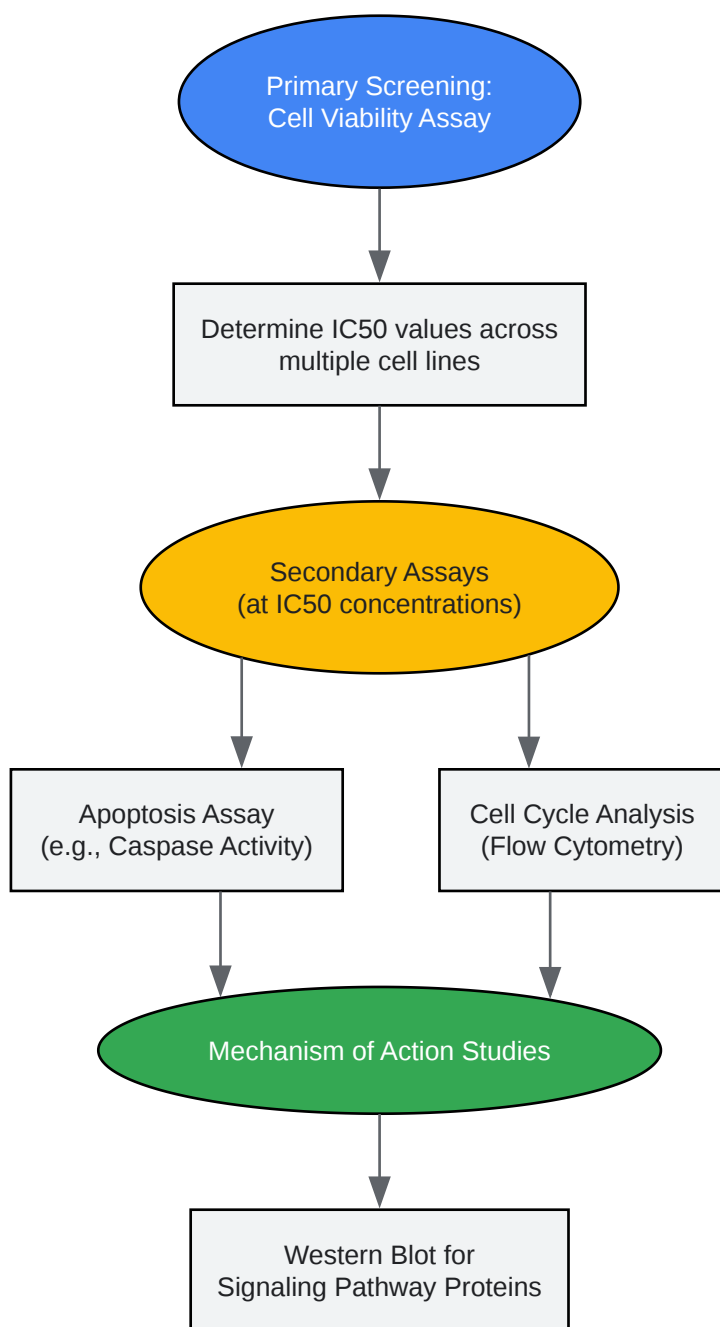 Primary Screening:
Cell Viability Assay
Determine IC50 values across
multiple cell lines
Secondary Assays
(at IC50 concentrations)
Apoptosis Assay
(e.g., Caspase Activity)
Cell Cycle Analysis
(Flow Cytometry)
Mechanism of Action Studies
Western Blot for
Signaling Pathway Proteins